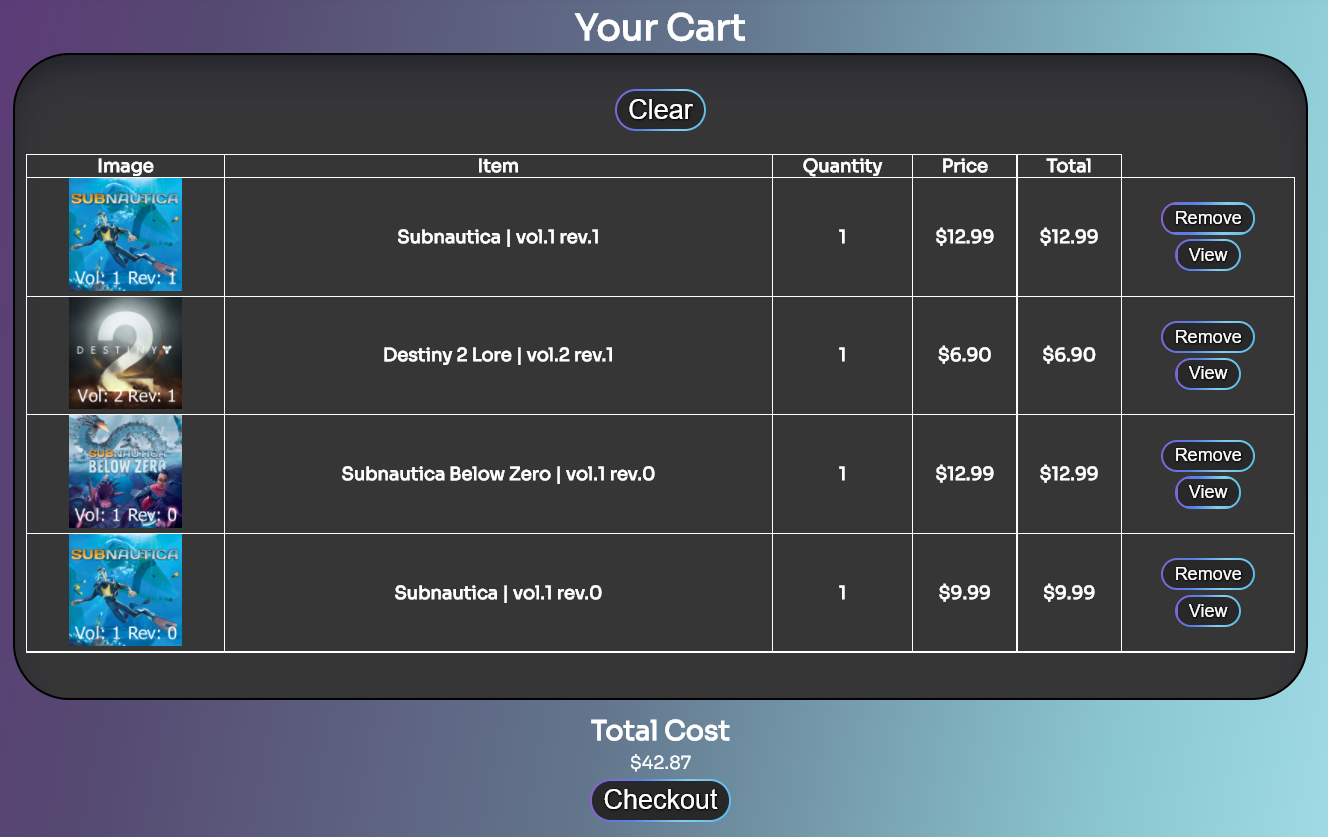 Your Cart
Clear
Image Item Quantity Price Total
SUBNAUTICA
Vol: 1 Rev: 1
Subnautica | vol.1 rev.1 1 $12.99 $12.99
Remove
View
2
DESTINY
Vol: 2 Rev: 1
Destiny 2 Lore | vol.2 rev.1 1 $6.90 $6.90
Remove
View
SUBNAUTICA
BELOW ZERO
Vol: 1 Rev: 0
Subnautica Below Zero | vol.1 rev.0 1 $12.99 $12.99
Remove
View
SUBNAUTICA
Vol: 1 Rev: 0
Subnautica | vol.1 rev.0 1 $9.99 $9.99
Remove
View
Total Cost
$42.87
Checkout